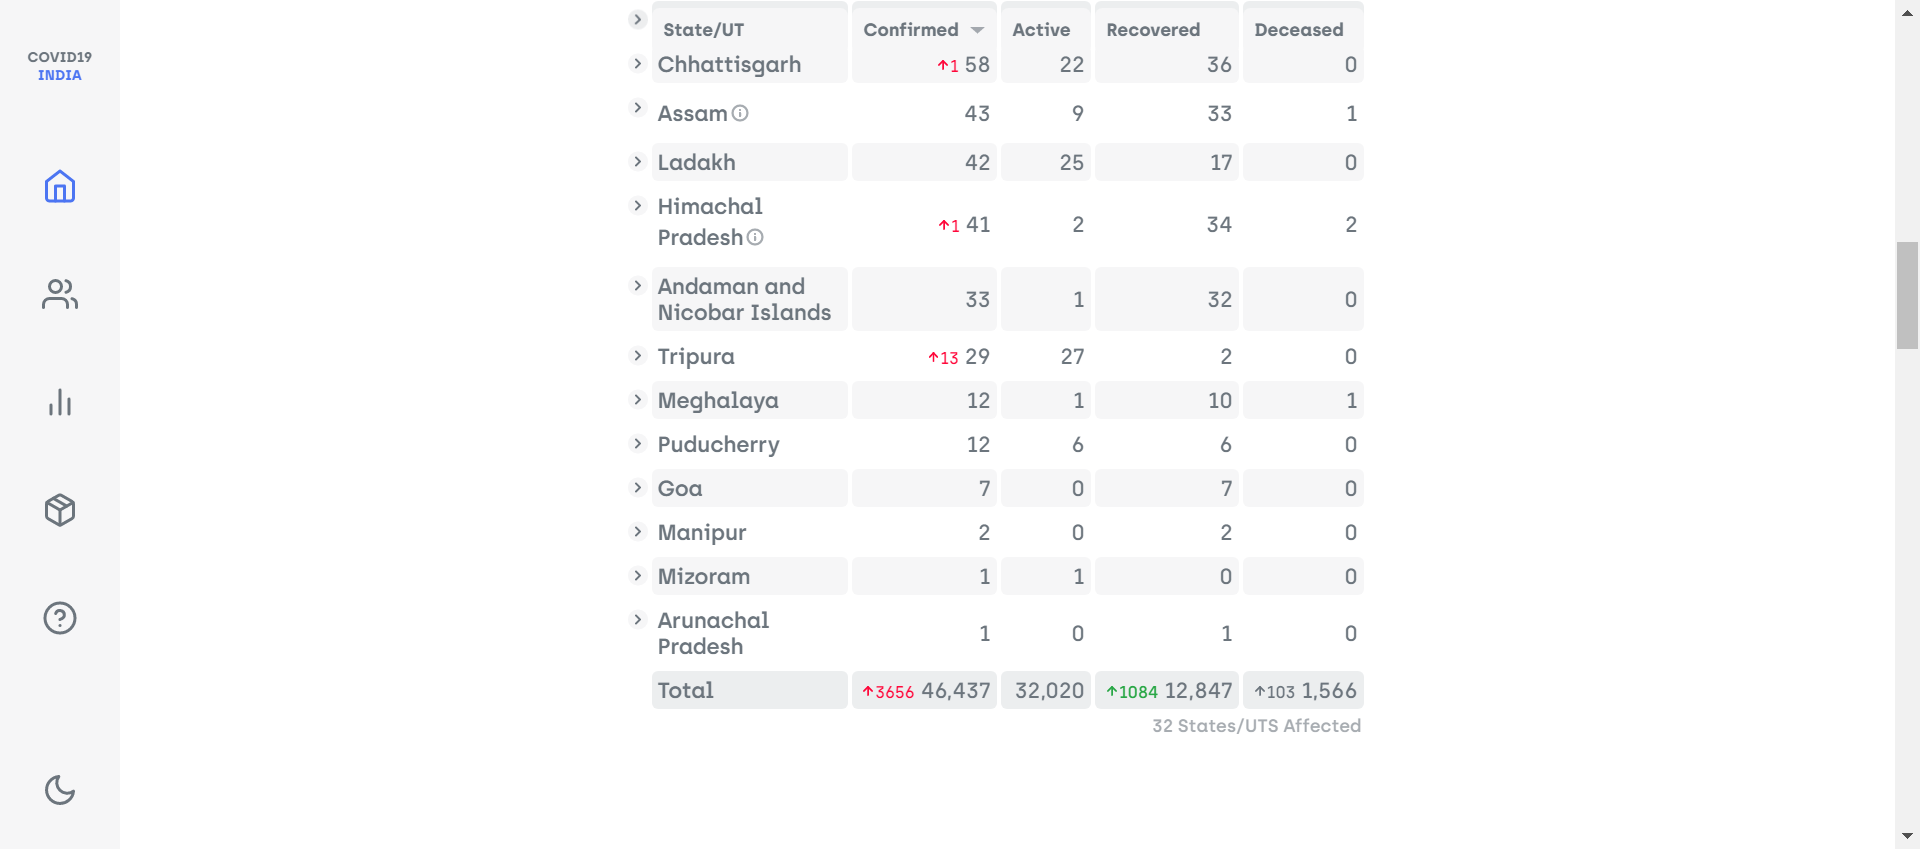 COVID19
INDIA
State/UT Confirmed Active Recovered Deceased
Chhattisgarh ↑1 58 22 36 0
Assam 43 9 33 1
Ladakh 42 25 17 0
Himachal
Pradesh ↑1 41 2 34 2
Andaman and
Nicobar Islands 33 1 32 0
Tripura ↑13 29 27 2 0
Meghalaya 12 1 10 1
Puducherry 12 6 6 0
Goa 7 0 7 0
Manipur 2 0 2 0
Mizoram 1 1 0 0
Arunachal
Pradesh 1 0 1 0
Total ↑3656 46,437 32,020 ↑1084 12,847 ↑103 1,566
32 States/UTS Affected